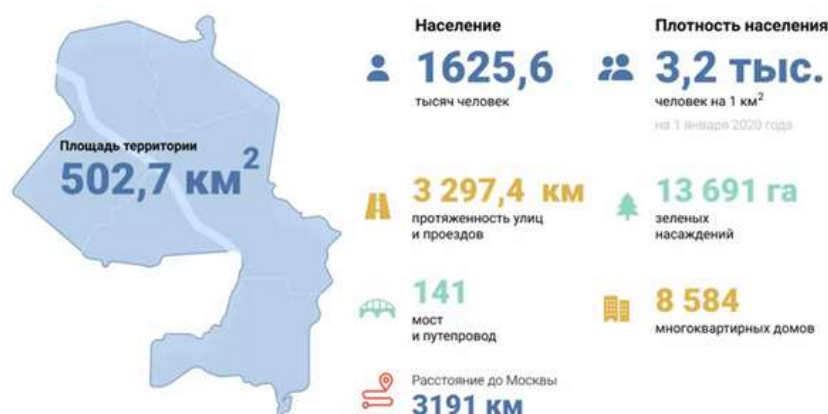 Население
1625,6
тысяч человек
Плотность населения
3,2 тыс.
человек на 1 км²
на 1 января 2020 года
Площадь территории
502,7 км²
3 297,4 км
протяженность улиц
и проездов
13 691 га
зеленых
насаждений
141
мост
и путепровод
8 584
многоквартирных домов
Расстояние до Москвы
3191 км